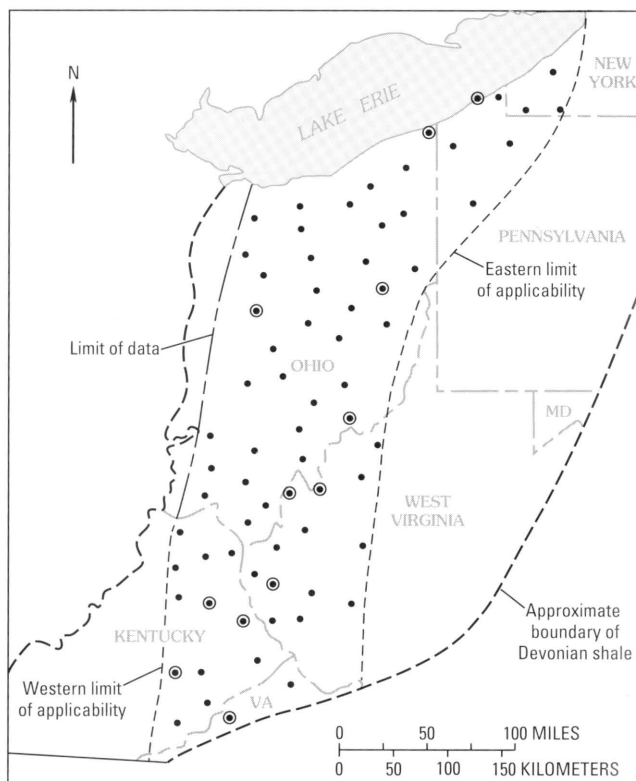 N
LAKE ERIE
NEW
YORK
PENNSYLVANIA
Eastern limit
of applicability
Limit of data
OHIO
MD
WEST
VIRGINIA
Approximate
boundary of
Devonian shale
KENTUCKY
Western limit
of applicability
VA
0 50 100 MILES
0 50 100 150 KILOMETERS